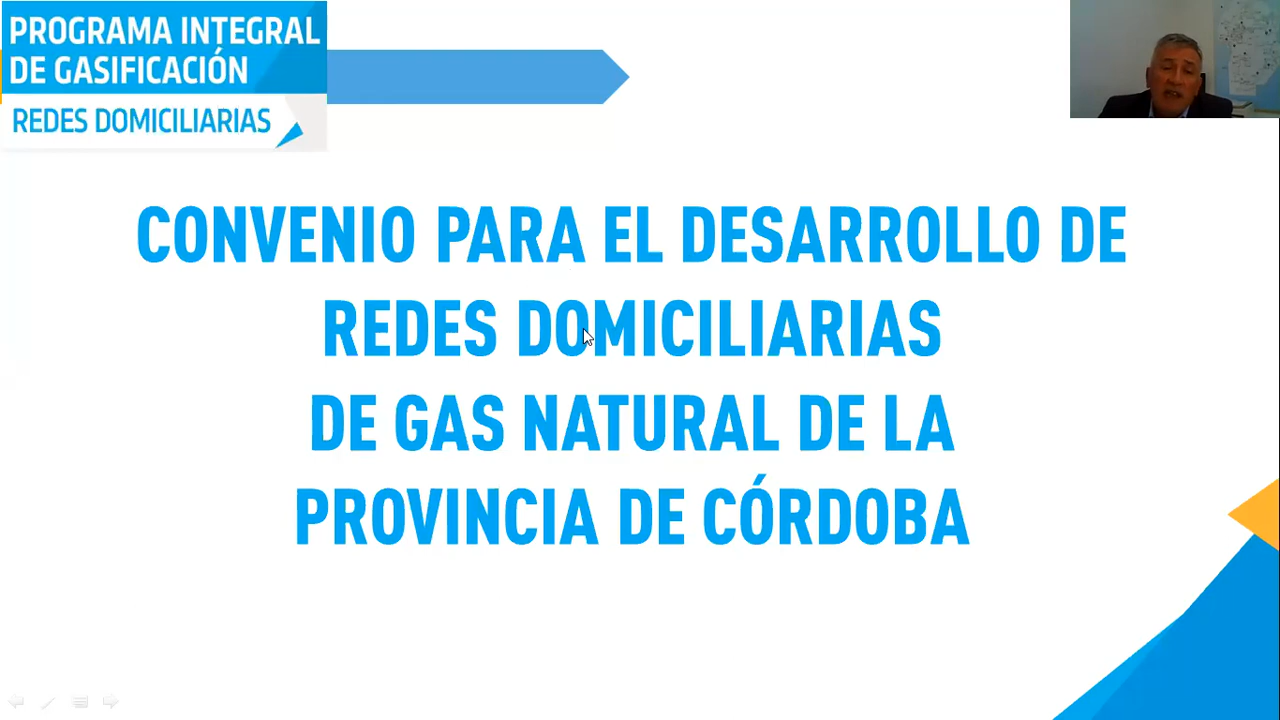 PROGRAMA INTEGRAL
DE GASIFICACIÓN
REDES DOMICILIARIAS
CONVENIO PARA EL DESARROLLO DE
REDES DOMICILIARIAS
DE GAS NATURAL DE LA
PROVINCIA DE CÓRDOBA